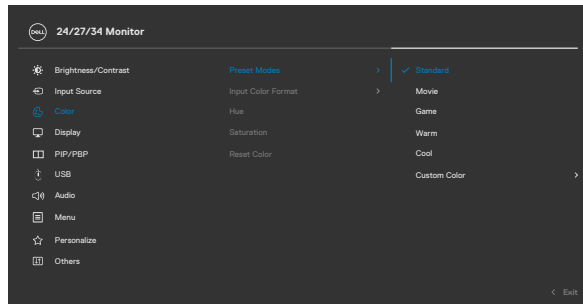 DELL 24/27/34 Monitor
Brightness/Contrast Preset Modes > ✓ Standard
Input Source Input Color Format > Movie
Color Hue Game
Display Saturation Warm
PIP/PBP Reset Color Cool
USB Custom Color >
Audio
Menu
Personalize
Others
< Exit